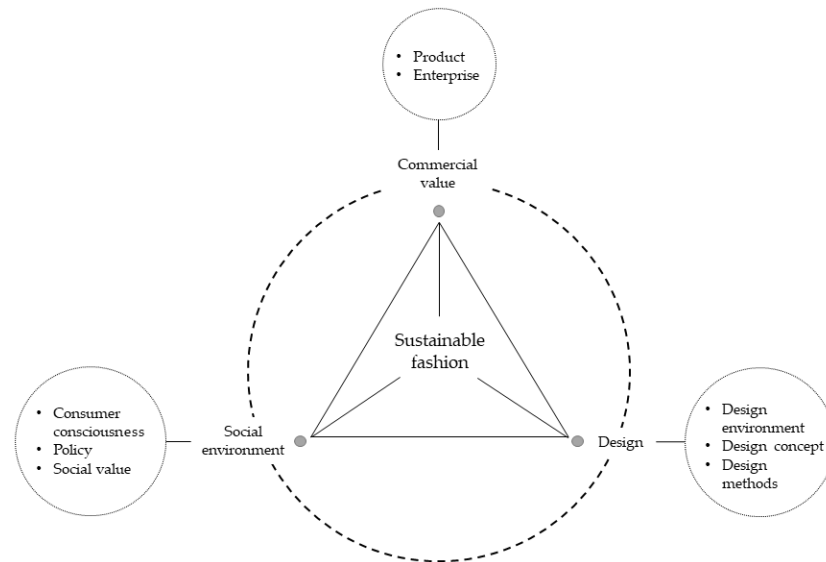 • Product
• Enterprise
Commercial
value
Sustainable
fashion
• Consumer
consciousness
• Policy
• Social value
Social
environment
Design
• Design
environment
• Design concept
• Design
methods